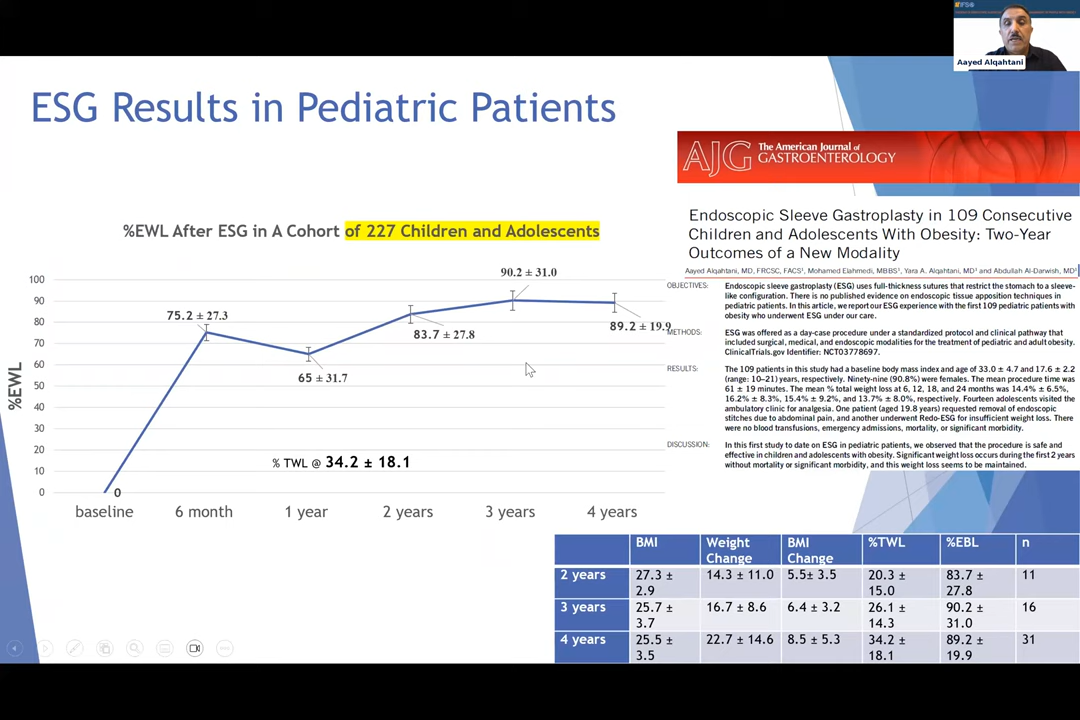 IFSO
Aayed Alqahtani
ESG Results in Pediatric Patients
AJG The American Journal of
GASTROENTEROLOGY
Endoscopic Sleeve Gastroplasty in 109 Consecutive
Children and Adolescents With Obesity: Two-Year
Outcomes of a New Modality
Aayed Alqahtani, MD, FRCSC, FACS¹, Mohamed Elahmedi, MBBS¹, Yara A. Alqahtani, MD¹ and Abdullah Al-Darwish, MD²
OBJECTIVES: Endoscopic sleeve gastroplasty (ESG) uses full-thickness sutures that restrict the stomach to a sleeve-
like configuration. There is no published evidence on endoscopic tissue apposition techniques in
pediatric patients. In this article, we report our ESG experience with the first 109 pediatric patients with
obesity who underwent ESG under our care.
METHODS: ESG was offered as a day-case procedure under a standardized protocol and clinical pathway that
included surgical, medical, and endoscopic modalities for the treatment of pediatric and adult obesity.
ClinicalTrials.gov Identifier: NCT03778697.
RESULTS: The 109 patients in this study had a baseline body mass index and age of 33.0 ± 4.7 and 17.6 ± 2.2
(range: 10–21) years, respectively. Ninety-nine (90.8%) were females. The mean procedure time was
61 ± 19 minutes. The mean % total weight loss at 6, 12, 18, and 24 months was 14.4% ± 6.5%,
16.2% ± 8.3%, 15.4% ± 9.2%, and 13.7% ± 8.0%, respectively. Fourteen adolescents visited the
ambulatory clinic for analgesia. One patient (aged 19.8 years) requested removal of endoscopic
stitches due to abdominal pain, and another underwent Redo-ESG for insufficient weight loss. There
were no blood transfusions, emergency admissions, mortality, or significant morbidity.
DISCUSSION: In this first study to date on ESG in pediatric patients, we observed that the procedure is safe and
effective in children and adolescents with obesity. Significant weight loss occurs during the first 2 years
without mortality or significant morbidity, and this weight loss seems to be maintained.
%EWL After ESG in A Cohort of 227 Children and Adolescents
%EWL
100
90
80
70
60
50
40
30
20
10
0
0
75.2 ± 27.3
65 ± 31.7
83.7 ± 27.8
90.2 ± 31.0
89.2 ± 19.9
% TWL @ 34.2 ± 18.1
baseline 6 month 1 year 2 years 3 years 4 years
BMI Weight Change BMI Change %TWL %EBL n
2 years 27.3 ± 2.9 14.3 ± 11.0 5.5± 3.5 20.3 ± 15.0 83.7 ± 27.8 11
3 years 25.7 ± 3.7 16.7 ± 8.6 6.4 ± 3.2 26.1 ± 14.3 90.2 ± 31.0 16
4 years 25.5 ± 3.5 22.7 ± 14.6 8.5 ± 5.3 34.2 ± 18.1 89.2 ± 19.9 31